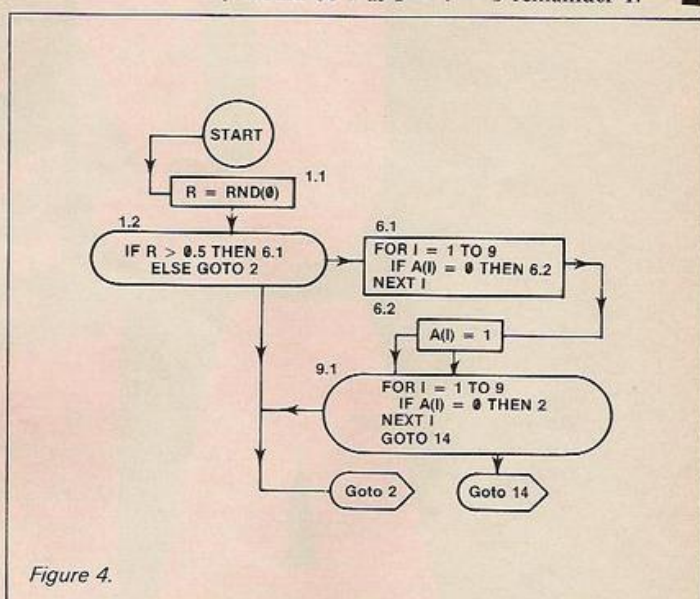 remainder 1.
START
1.1
R = RND(0)
1.2
IF R > 0.5 THEN 6.1
ELSE GOTO 2
6.1
FOR I = 1 TO 9
IF A(I) = 0 THEN 6.2
NEXT I
6.2
A(I) = 1
9.1
FOR I = 1 TO 9
IF A(I) = 0 THEN 2
NEXT I
GOTO 14
Goto 2
Goto 14
Figure 4.